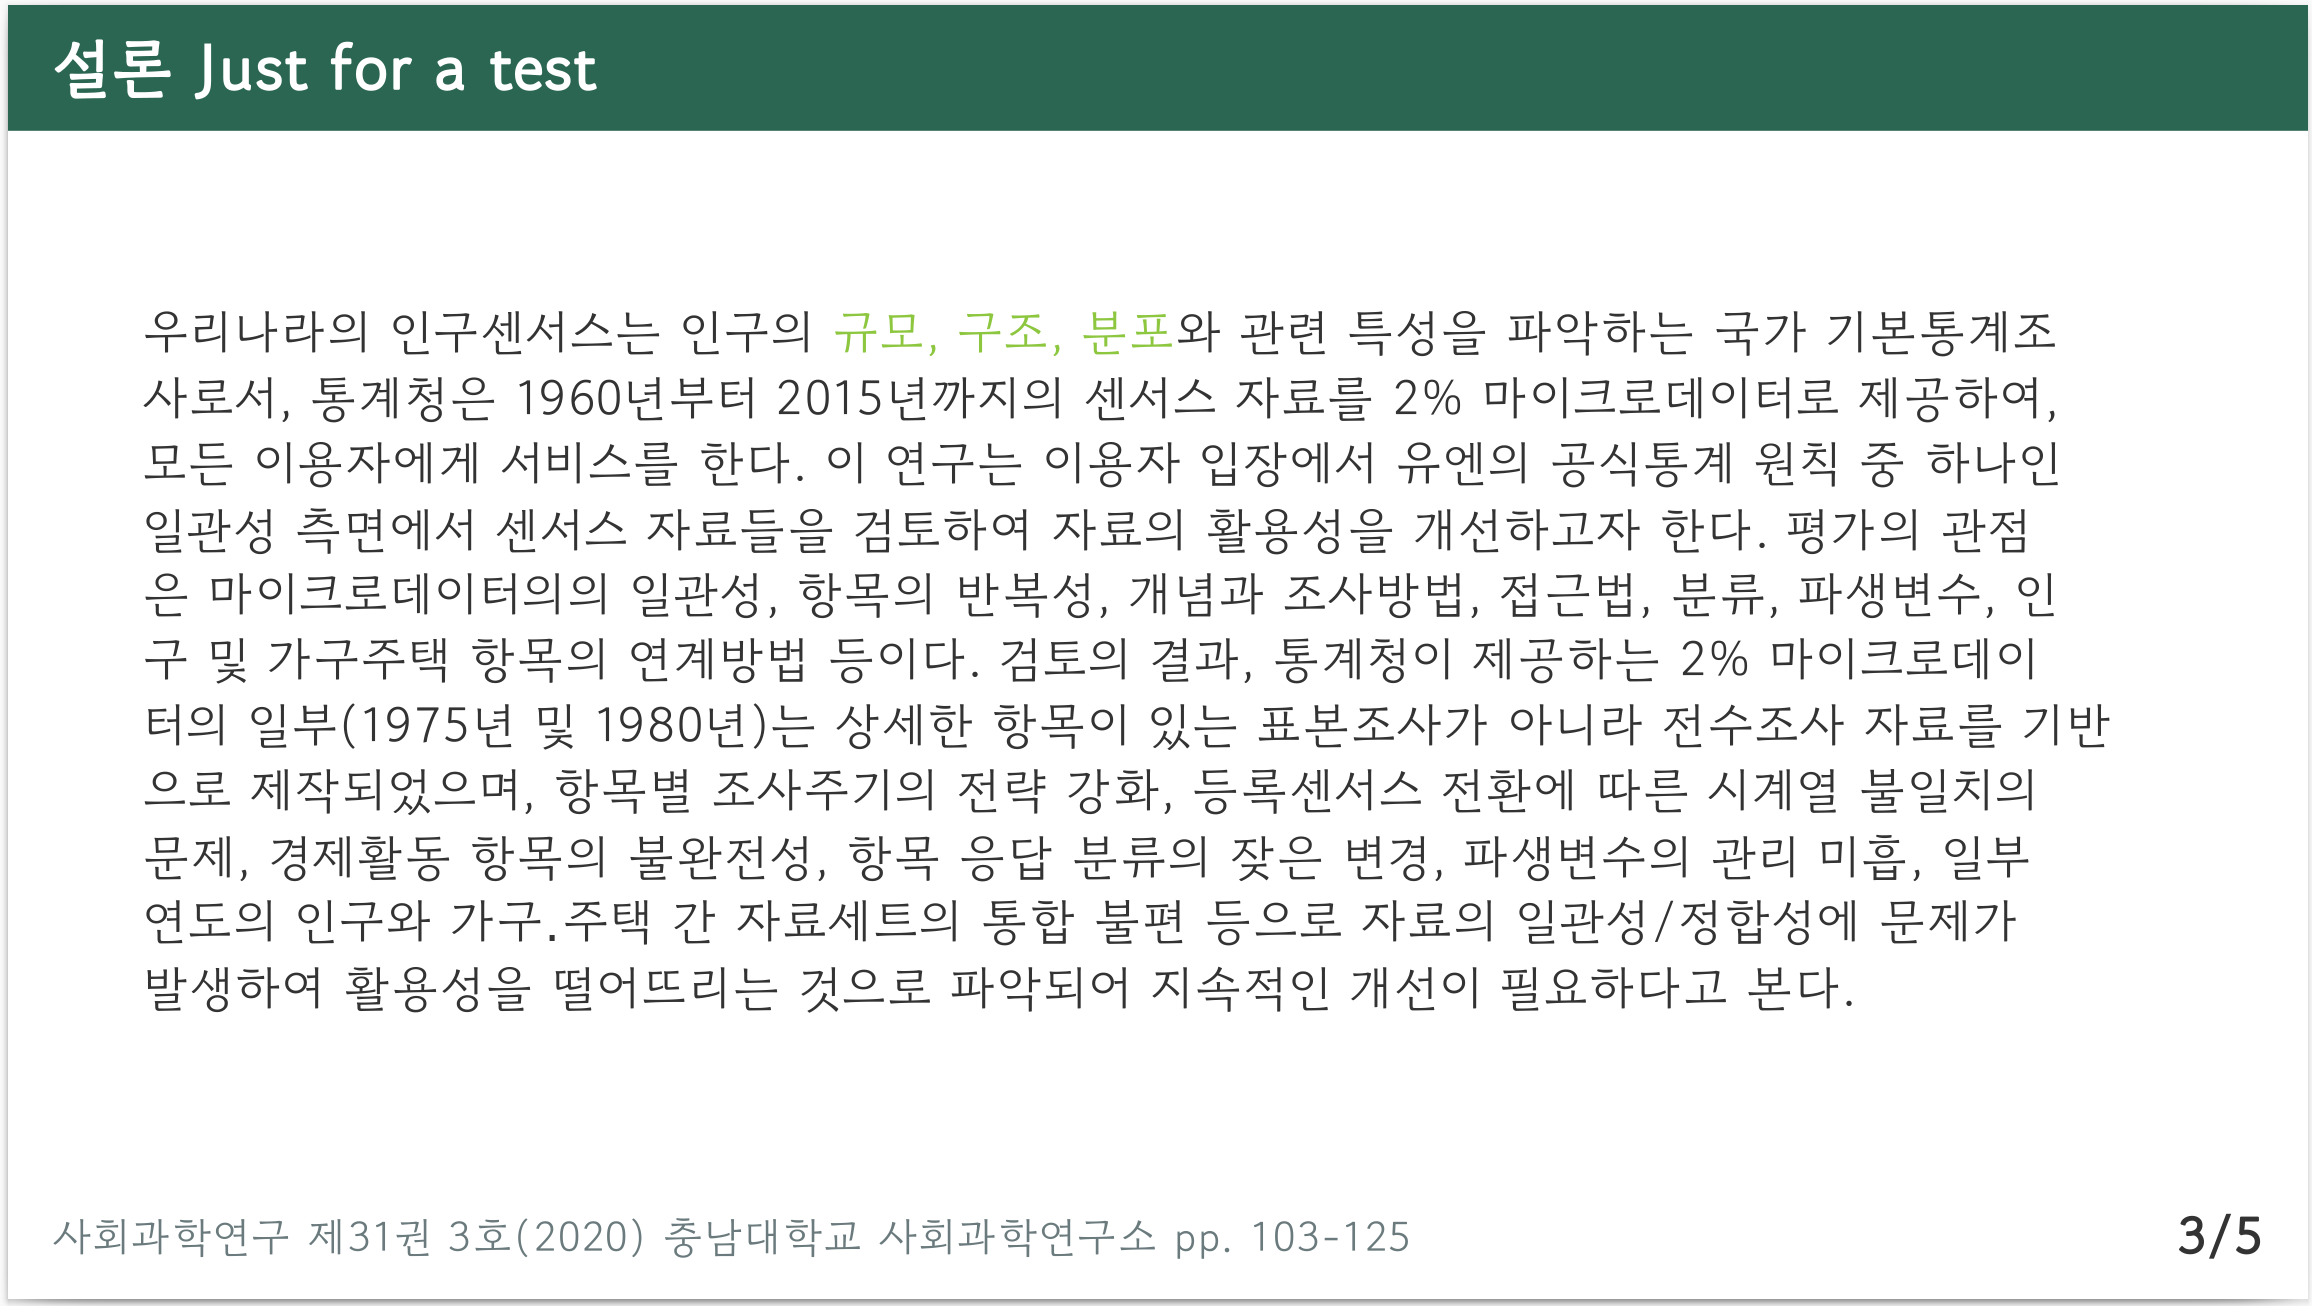 설론 Just for a test
우리나라의 인구센서스는 인구의 규모, 구조, 분포와 관련 특성을 파악하는 국가 기본통계조
사로서, 통계청은 1960년부터 2015년까지의 센서스 자료를 2% 마이크로데이터로 제공하여,
모든 이용자에게 서비스를 한다. 이 연구는 이용자 입장에서 유엔의 공식통계 원칙 중 하나인
일관성 측면에서 센서스 자료들을 검토하여 자료의 활용성을 개선하고자 한다. 평가의 관점
은 마이크로데이터의의 일관성, 항목의 반복성, 개념과 조사방법, 접근법, 분류, 파생변수, 인
구 및 가구주택 항목의 연계방법 등이다. 검토의 결과, 통계청이 제공하는 2% 마이크로데이
터의 일부(1975년 및 1980년)는 상세한 항목이 있는 표본조사가 아니라 전수조사 자료를 기반
으로 제작되었으며, 항목별 조사주기의 전략 강화, 등록센서스 전환에 따른 시계열 불일치의
문제, 경제활동 항목의 불완전성, 항목 응답 분류의 잦은 변경, 파생변수의 관리 미흡, 일부
연도의 인구와 가구.주택 간 자료세트의 통합 불편 등으로 자료의 일관성/정합성에 문제가
발생하여 활용성을 떨어뜨리는 것으로 파악되어 지속적인 개선이 필요하다고 본다.
사회과학연구 제31권 3호(2020) 충남대학교 사회과학연구소 pp. 103-125
3/5